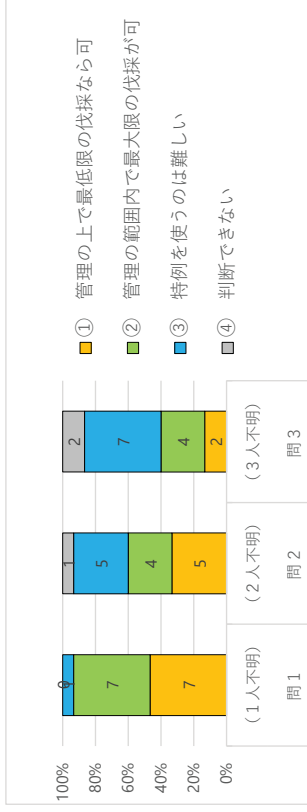 100%
80%
60%
40%
20%
0%
7
7
0
5
4
5
1
2
4
7
2
(１人不明)
(２人不明)
(３人不明)
問１
問２
問３
① 管理の上で最低限の伐採なら可
② 管理の範囲内で最大限の伐採が可
③ 特例を使うのは難しい
④ 判断できない